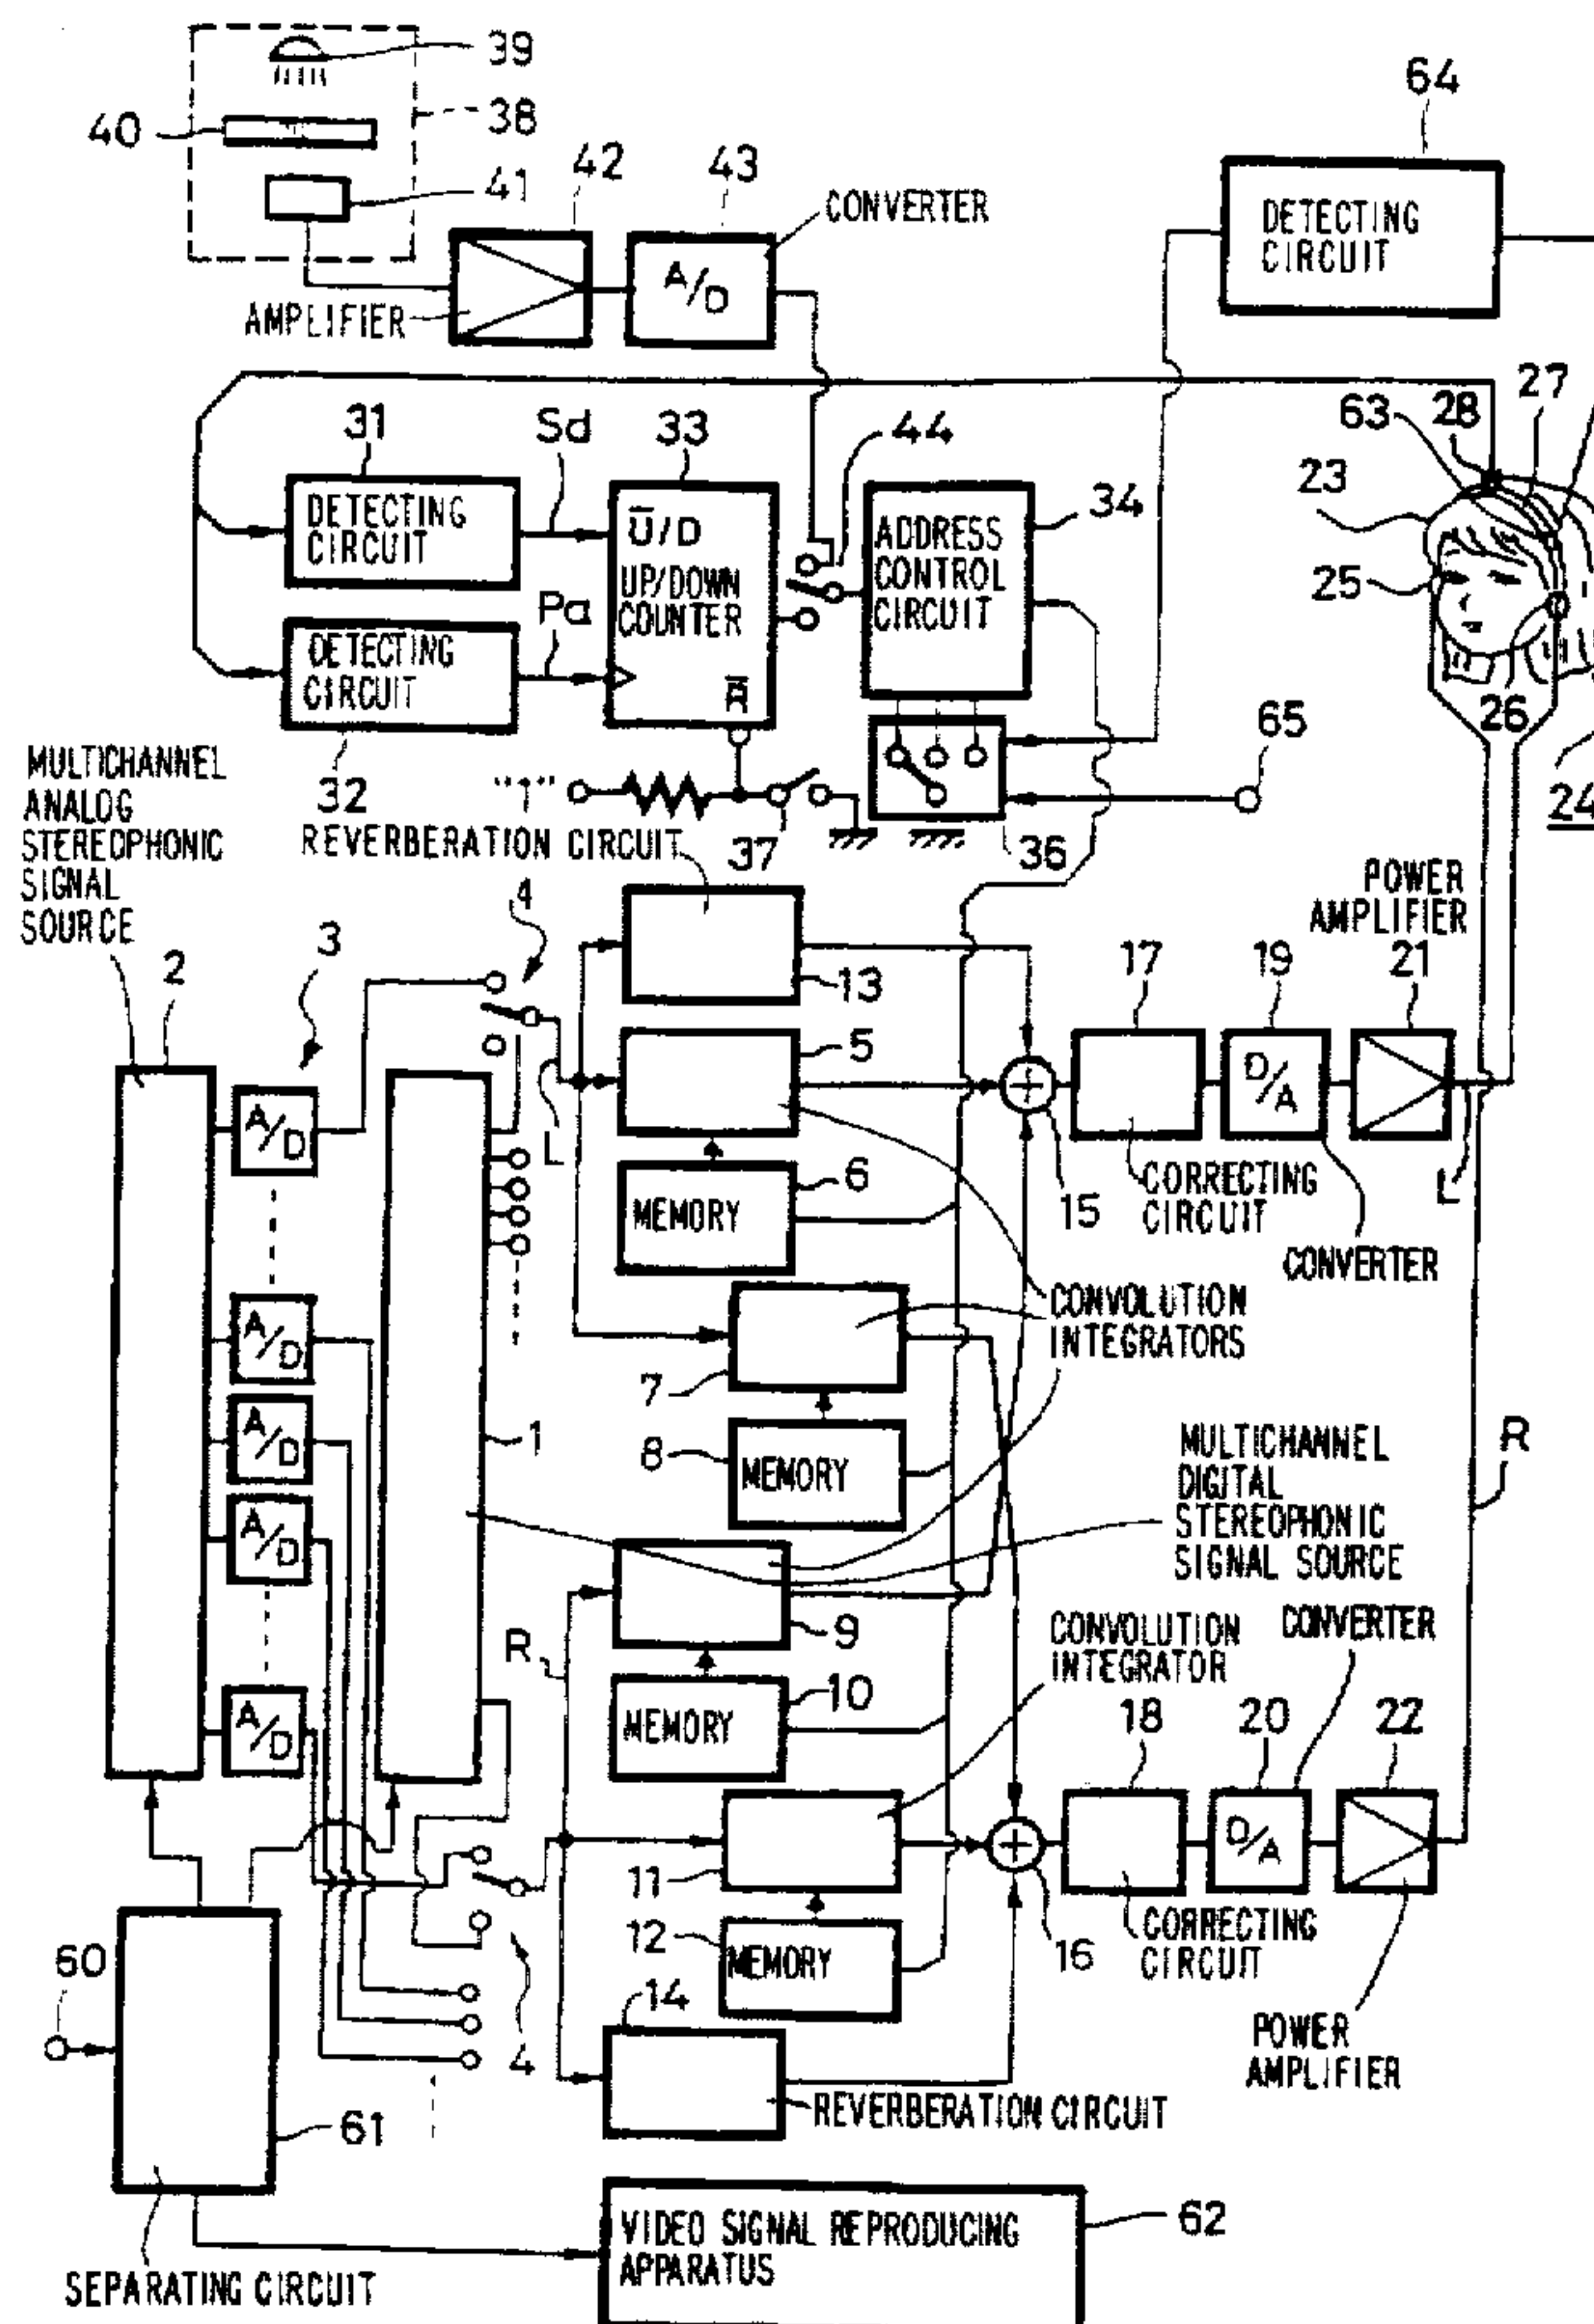 39
38
40
41
42
43
CONVERTER
A/D
AMPLIFIER
64
DETECTING
CIRCUIT
31
Sd
33
44
63
28
27
23
DETECTING
CIRCUIT
U̅/D
UP/DOWN
COUNTER
R̅
34
ADDRESS
CONTROL
CIRCUIT
25
Pa
DETECTING
CIRCUIT
32
26
65
24
"1"
37
36
MULTICHANNEL
ANALOG
STEREOPHONIC
SIGNAL
SOURCE
REVERBERATION CIRCUIT
4
POWER
AMPLIFIER
2
3
13
17
19
21
5
A/D
D/A
L
6
MEMORY
15
CORRECTING
CIRCUIT
L
CONVERTER
A/D
CONVOLUTION
INTEGRATORS
7
A/D
1
8
MEMORY
R
MULTICHANNEL
DIGITAL
STEREOPHONIC
SIGNAL SOURCE
A/D
9
R
CONVOLUTION
INTEGRATOR
CONVERTER
10
MEMORY
A/D
18
20
22
11
D/A
12
MEMORY
16
CORRECTING
CIRCUIT
60
14
4
POWER
AMPLIFIER
61
REVERBERATION CIRCUIT
62
VIDEO SIGNAL REPRODUCING
APPARATUS
SEPARATING CIRCUIT